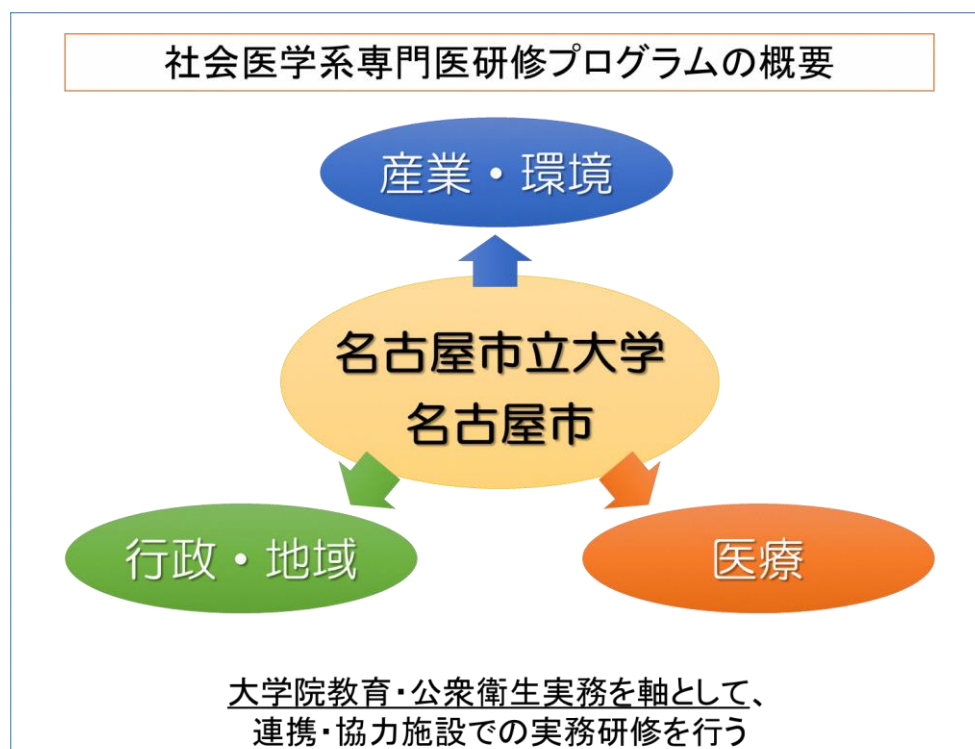 社会医学系専門医研修プログラムの概要
産業・環境
名古屋市立大学
名古屋市
行政・地域
医療
大学院教育・公衆衛生実務を軸として、
連携・協力施設での実務研修を行う